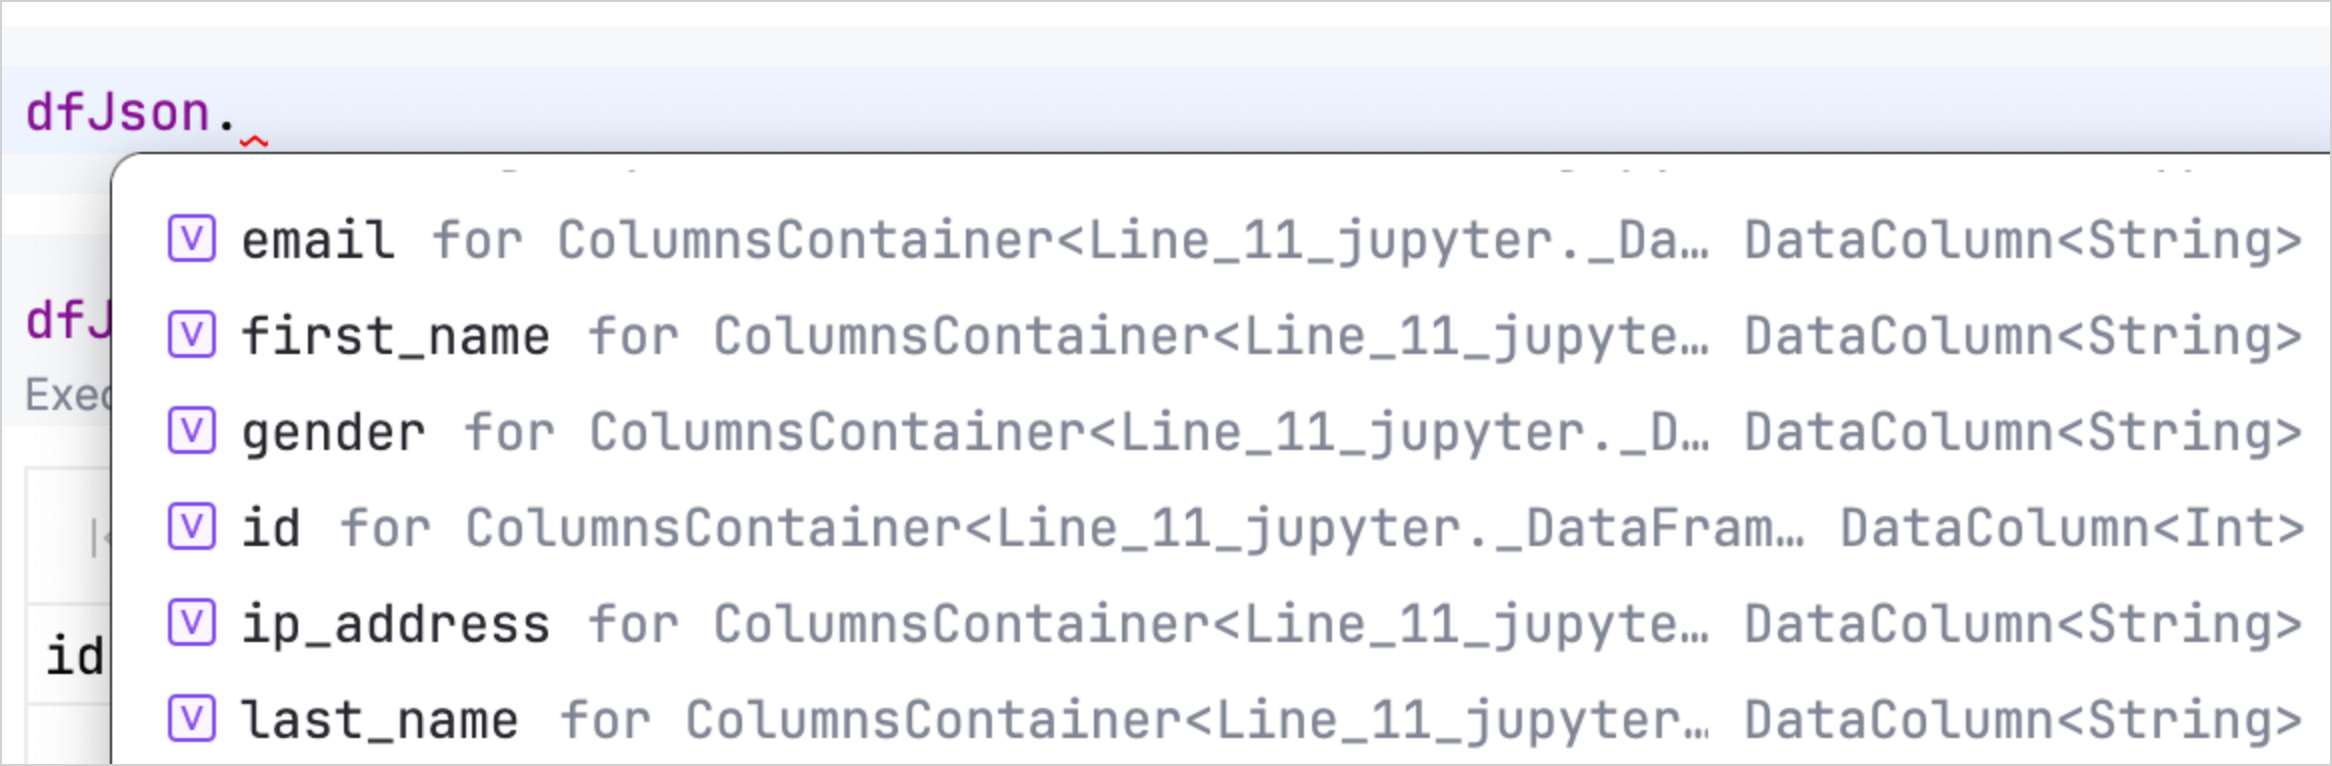 dfJson.
V email for ColumnsContainer<Line_11_jupyter._Da… DataColumn<String>
V first_name for ColumnsContainer<Line_11_jupyte… DataColumn<String>
V gender for ColumnsContainer<Line_11_jupyter._D… DataColumn<String>
V id for ColumnsContainer<Line_11_jupyter._DataFram… DataColumn<Int>
V ip_address for ColumnsContainer<Line_11_jupyte… DataColumn<String>
V last_name for ColumnsContainer<Line_11_jupyter… DataColumn<String>
dfJ
Exec
id